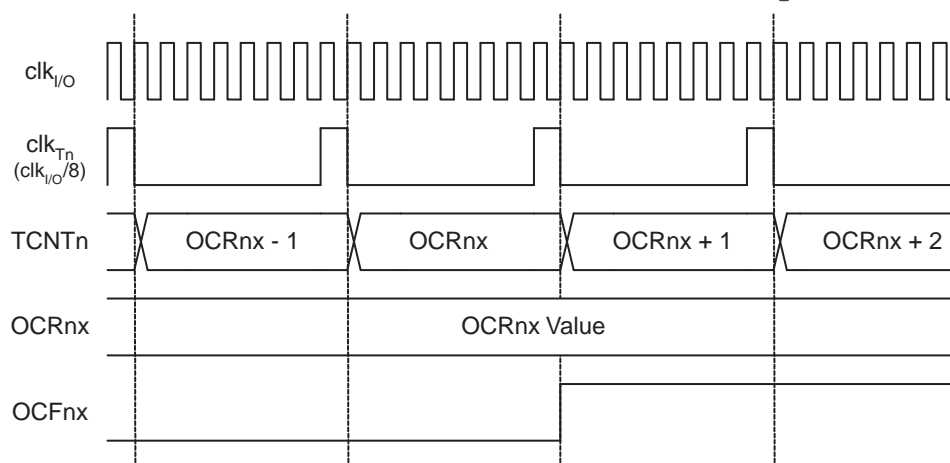 clkI/O
clkTn
(clkI/O/8)
TCNTn
OCRnx - 1
OCRnx
OCRnx + 1
OCRnx + 2
OCRnx
OCRnx Value
OCFnx